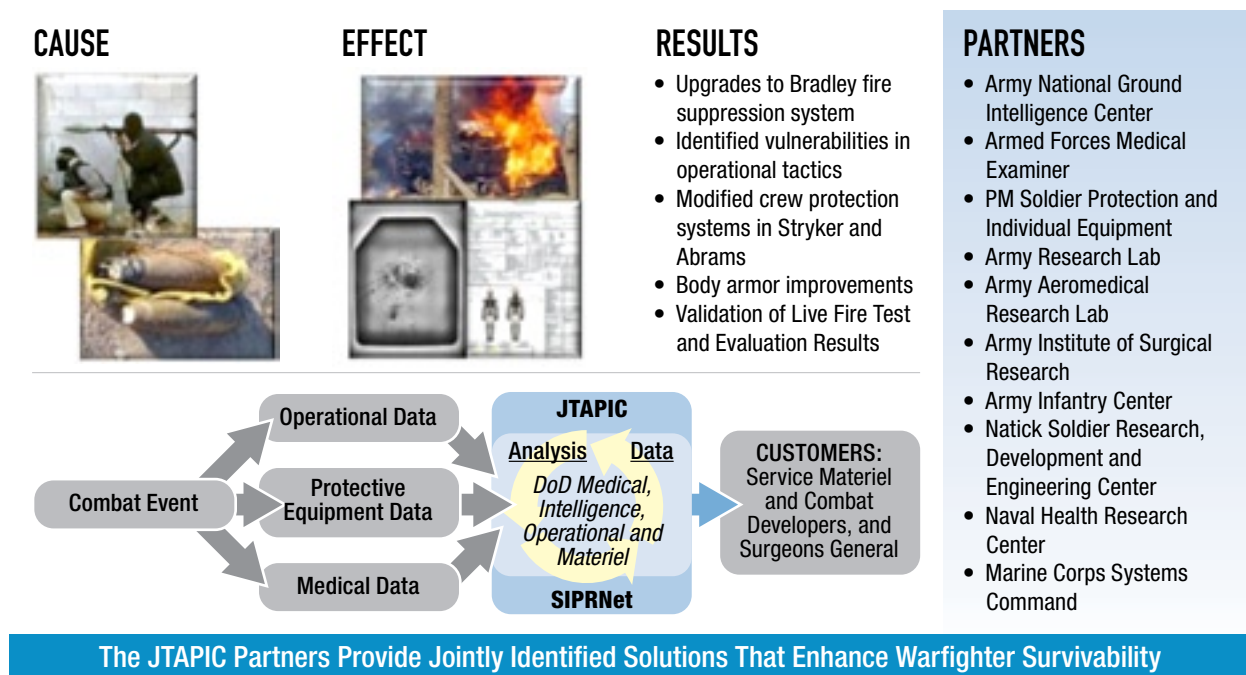 CAUSE
EFFECT
RESULTS
• Upgrades to Bradley fire
suppression system
• Identified vulnerabilities in
operational tactics
• Modified crew protection
systems in Stryker and
Abrams
• Body armor improvements
• Validation of Live Fire Test
and Evaluation Results
PARTNERS
• Army National Ground
Intelligence Center
• Armed Forces Medical
Examiner
• PM Soldier Protection and
Individual Equipment
• Army Research Lab
• Army Aeromedical
Research Lab
• Army Institute of Surgical
Research
• Army Infantry Center
• Natick Soldier Research,
Development and
Engineering Center
• Naval Health Research
Center
• Marine Corps Systems
Command
Combat Event
Operational Data
Protective
Equipment Data
Medical Data
JTAPIC
Analysis
Data
DoD Medical,
Intelligence,
Operational and
Materiel
SIPRNet
CUSTOMERS:
Service Materiel
and Combat
Developers, and
Surgeons General
The JTAPIC Partners Provide Jointly Identified Solutions That Enhance Warfighter Survivability